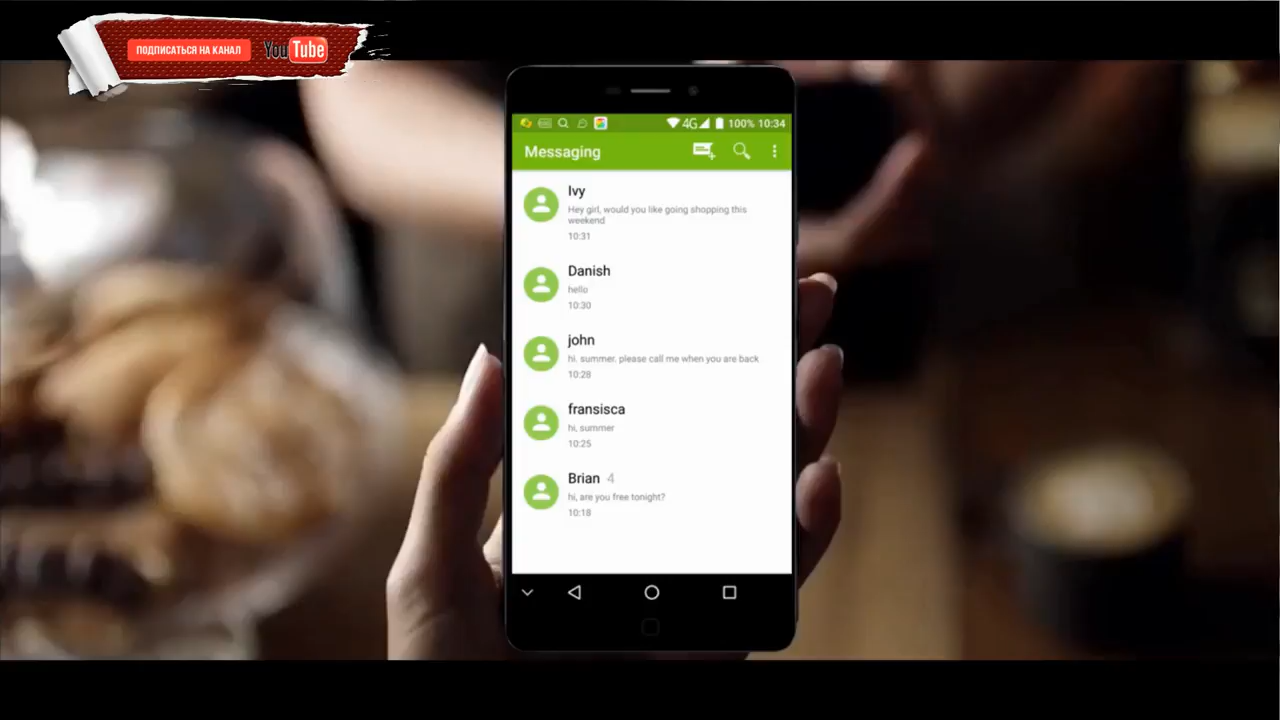 ПОДПИСАТЬСЯ НА КАНАЛ
YouTube
4G 100% 10:34
Messaging
Ivy
Hey girl, would you like going shopping this
weekend
10:31
Danish
hello
10:30
john
hi. summer, please call me when you are back
10:28
fransisca
hi, summer
10:25
Brian 4
hi, are you free tonight?
10:18